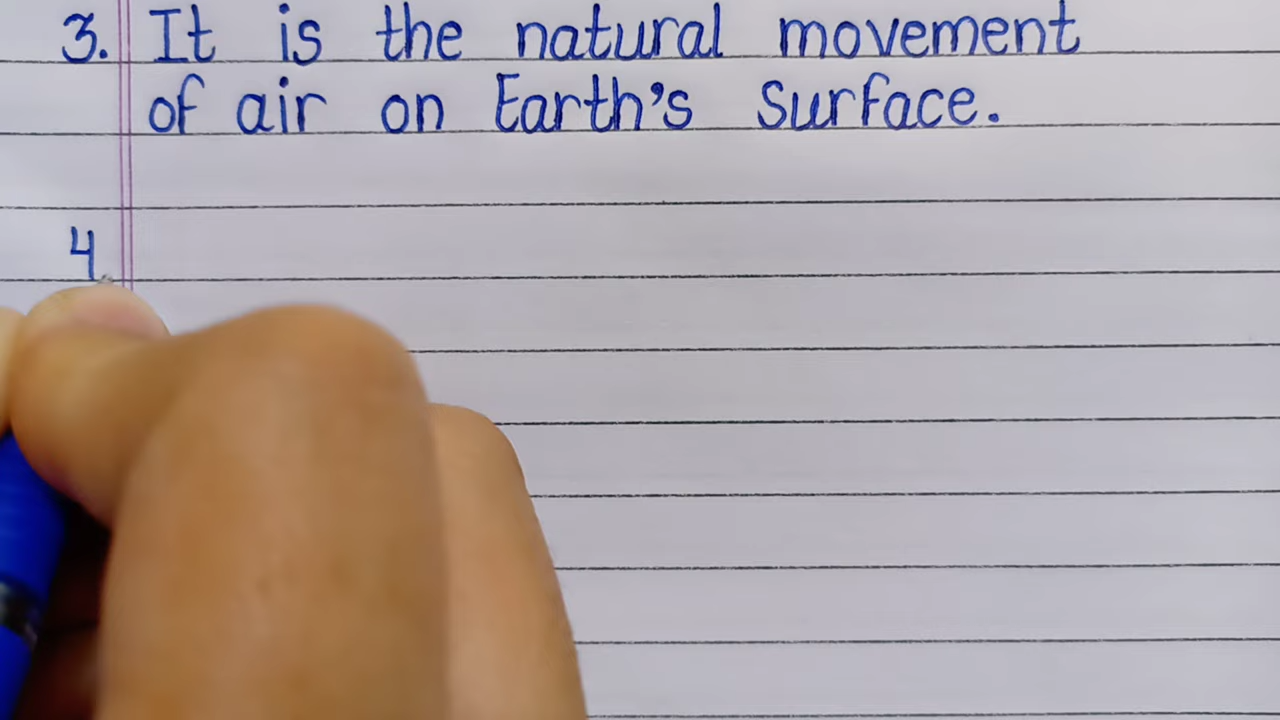 3. It is the natural movement
of air on Earth's Surface.
4.